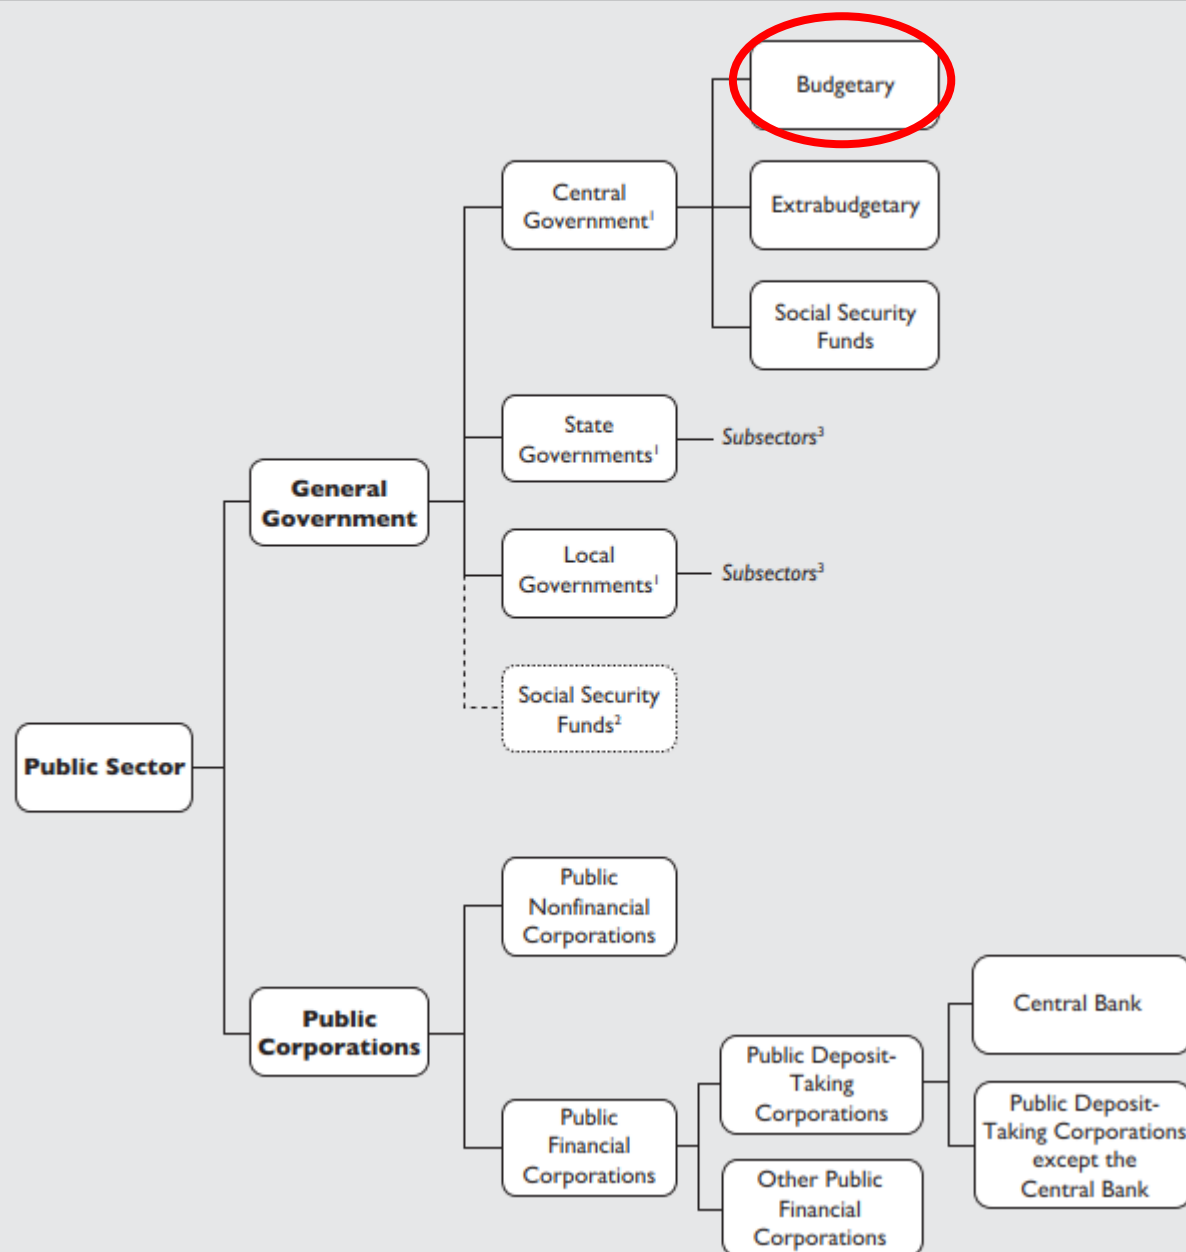 Budgetary
Central
Government¹
Extrabudgetary
Social Security
Funds
State
Governments¹
Subsectors³
General
Government
Local
Governments¹
Subsectors³
Social Security
Funds²
Public Sector
Public
Nonfinancial
Corporations
Public
Corporations
Central Bank
Public Deposit-
Taking
Corporations
Public Deposit-
Taking Corporations
except the
Central Bank
Public
Financial
Corporations
Other Public
Financial
Corporations